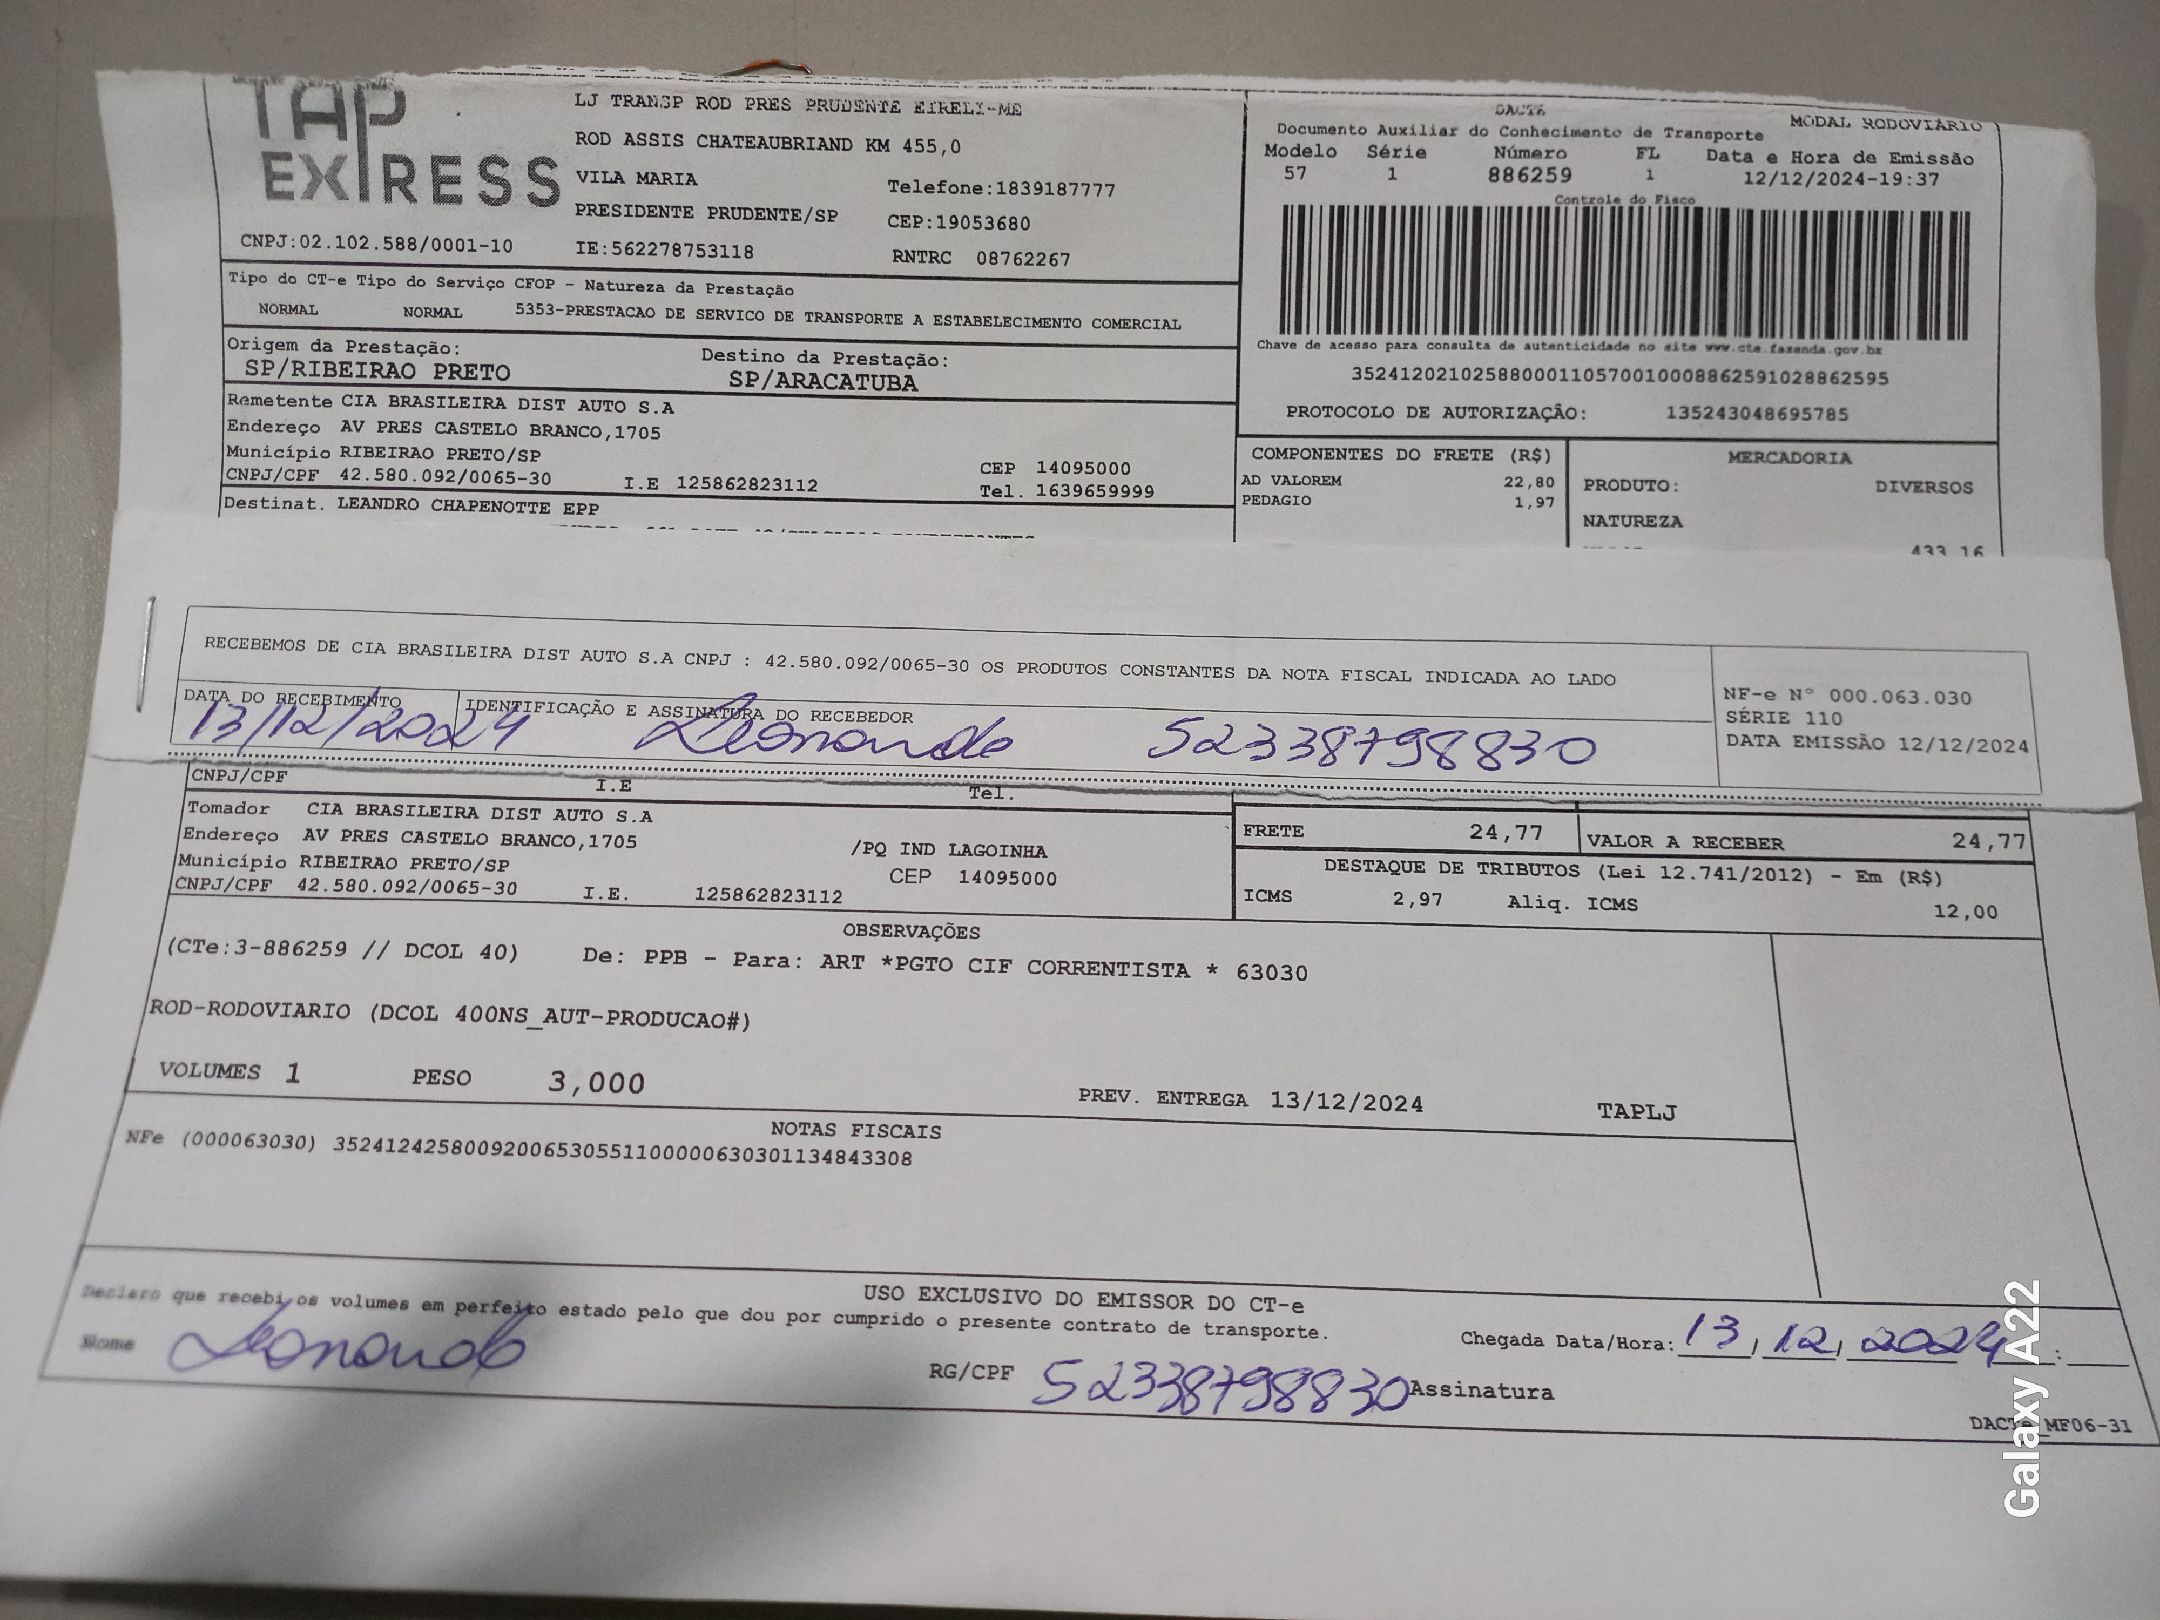 TAP EXPRESS
LJ TRANSP ROD PRES PRUDENTE EIRELI-ME
ROD ASSIS CHATEAUBRIAND KM 455,0
VILA MARIA Telefone:1839187777
PRESIDENTE PRUDENTE/SP CEP:19053680
CNPJ:02.102.588/0001-10 IE:562278753118 RNTRC 08762267
DACTE MODAL RODOVIÁRIO
Documento Auxiliar do Conhecimento de Transporte
Modelo Série Número FL Data e Hora de Emissão
57 1 886259 1 12/12/2024-19:37
Controle do Fisco
Chave de acesso para consulta de autenticidade no site www.cte.fazenda.gov.br
35241202102588000110570010008862591028862595
PROTOCOLO DE AUTORIZAÇÃO: 135243048695785
Tipo do CT-e Tipo do Serviço CFOP - Natureza da Prestação
NORMAL NORMAL 5353-PRESTACAO DE SERVICO DE TRANSPORTE A ESTABELECIMENTO COMERCIAL
Origem da Prestação: Destino da Prestação:
SP/RIBEIRAO PRETO SP/ARACATUBA
Remetente CIA BRASILEIRA DIST AUTO S.A
Endereço AV PRES CASTELO BRANCO,1705
Município RIBEIRAO PRETO/SP CEP 14095000
CNPJ/CPF 42.580.092/0065-30 I.E 125862823112 Tel. 1639659999
Destinat. LEANDRO CHAPENOTTE EPP
COMPONENTES DO FRETE (R$) MERCADORIA
AD VALOREM 22,80 PRODUTO: DIVERSOS
PEDAGIO 1,97 NATUREZA
433,16
RECEBEMOS DE CIA BRASILEIRA DIST AUTO S.A CNPJ : 42.580.092/0065-30 OS PRODUTOS CONSTANTES DA NOTA FISCAL INDICADA AO LADO
DATA DO RECEBIMENTO IDENTIFICAÇÃO E ASSINATURA DO RECEBEDOR
13/12/2024 Leonardo 52338798830
NF-e N° 000.063.030
SÉRIE 110
DATA EMISSÃO 12/12/2024
CNPJ/CPF I.E Tel.
Tomador CIA BRASILEIRA DIST AUTO S.A
Endereço AV PRES CASTELO BRANCO,1705 /PQ IND LAGOINHA
Município RIBEIRAO PRETO/SP CEP 14095000
CNPJ/CPF 42.580.092/0065-30 I.E. 125862823112
FRETE 24,77 VALOR A RECEBER 24,77
DESTAQUE DE TRIBUTOS (Lei 12.741/2012) - Em (R$)
ICMS 2,97 Aliq. ICMS 12,00
OBSERVAÇÕES
(CTe:3-886259 // DCOL 40) De: PPB - Para: ART *PGTO CIF CORRENTISTA * 63030
ROD-RODOVIARIO (DCOL 400NS_AUT-PRODUCAO#)
VOLUMES 1 PESO 3,000 PREV. ENTREGA 13/12/2024 TAPLJ
NOTAS FISCAIS
NFe (000063030) 35241242580092006530551100000630301134843308
USO EXCLUSIVO DO EMISSOR DO CT-e
Declaro que recebi os volumes em perfeito estado pelo que dou por cumprido o presente contrato de transporte.
Nome Leonardo RG/CPF 52338798830 Assinatura
Chegada Data/Hora: 13, 12, 2024 :
DACTe_MF06-31
Galaxy A22